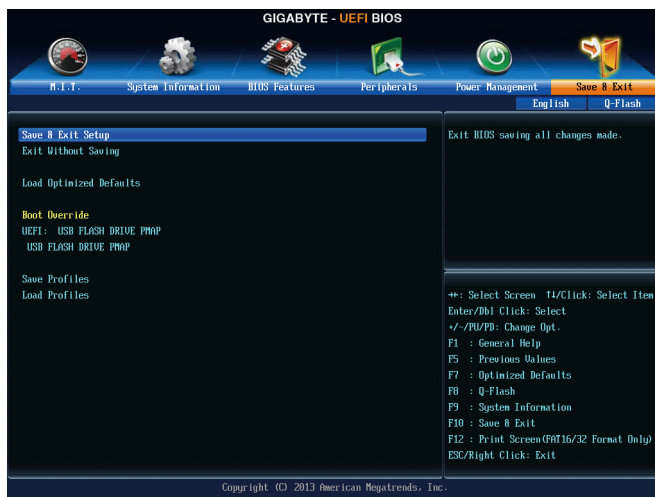 GIGABYTE - UEFI BIOS
M.I.T.
System Information
BIOS Features
Peripherals
Power Management
Save & Exit
English
Q-Flash
Save & Exit Setup
Exit Without Saving
Load Optimized Defaults
Boot Override
UEFI: USB FLASH DRIVE PMAP
USB FLASH DRIVE PMAP
Save Profiles
Load Profiles
Exit BIOS saving all changes made.
→←: Select Screen ↑↓/Click: Select Item
Enter/Dbl Click: Select
+/-/PU/PD: Change Opt.
F1 : General Help
F5 : Previous Values
F7 : Optimized Defaults
F8 : Q-Flash
F9 : System Information
F10 : Save & Exit
F12 : Print Screen(FAT16/32 Format Only)
ESC/Right Click: Exit
Copyright (C) 2013 American Megatrends, Inc.